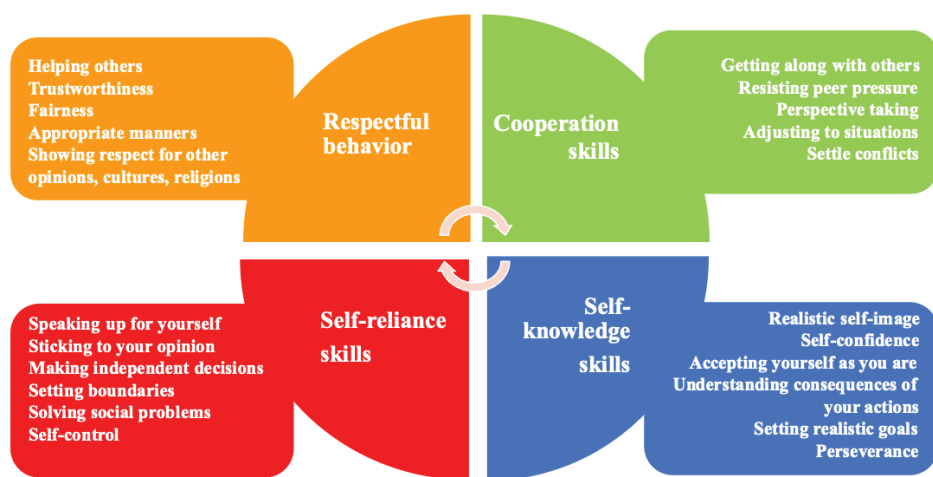 Helping others
Trustworthiness
Fairness
Appropriate manners
Showing respect for other
opinions, cultures, religions
Respectful
behavior
Cooperation
skills
Getting along with others
Resisting peer pressure
Perspective taking
Adjusting to situations
Settle conflicts
Speaking up for yourself
Sticking to your opinion
Making independent decisions
Setting boundaries
Solving social problems
Self-control
Self-reliance
skills
Self-
knowledge
skills
Realistic self-image
Self-confidence
Accepting yourself as you are
Understanding consequences of
your actions
Setting realistic goals
Perseverance